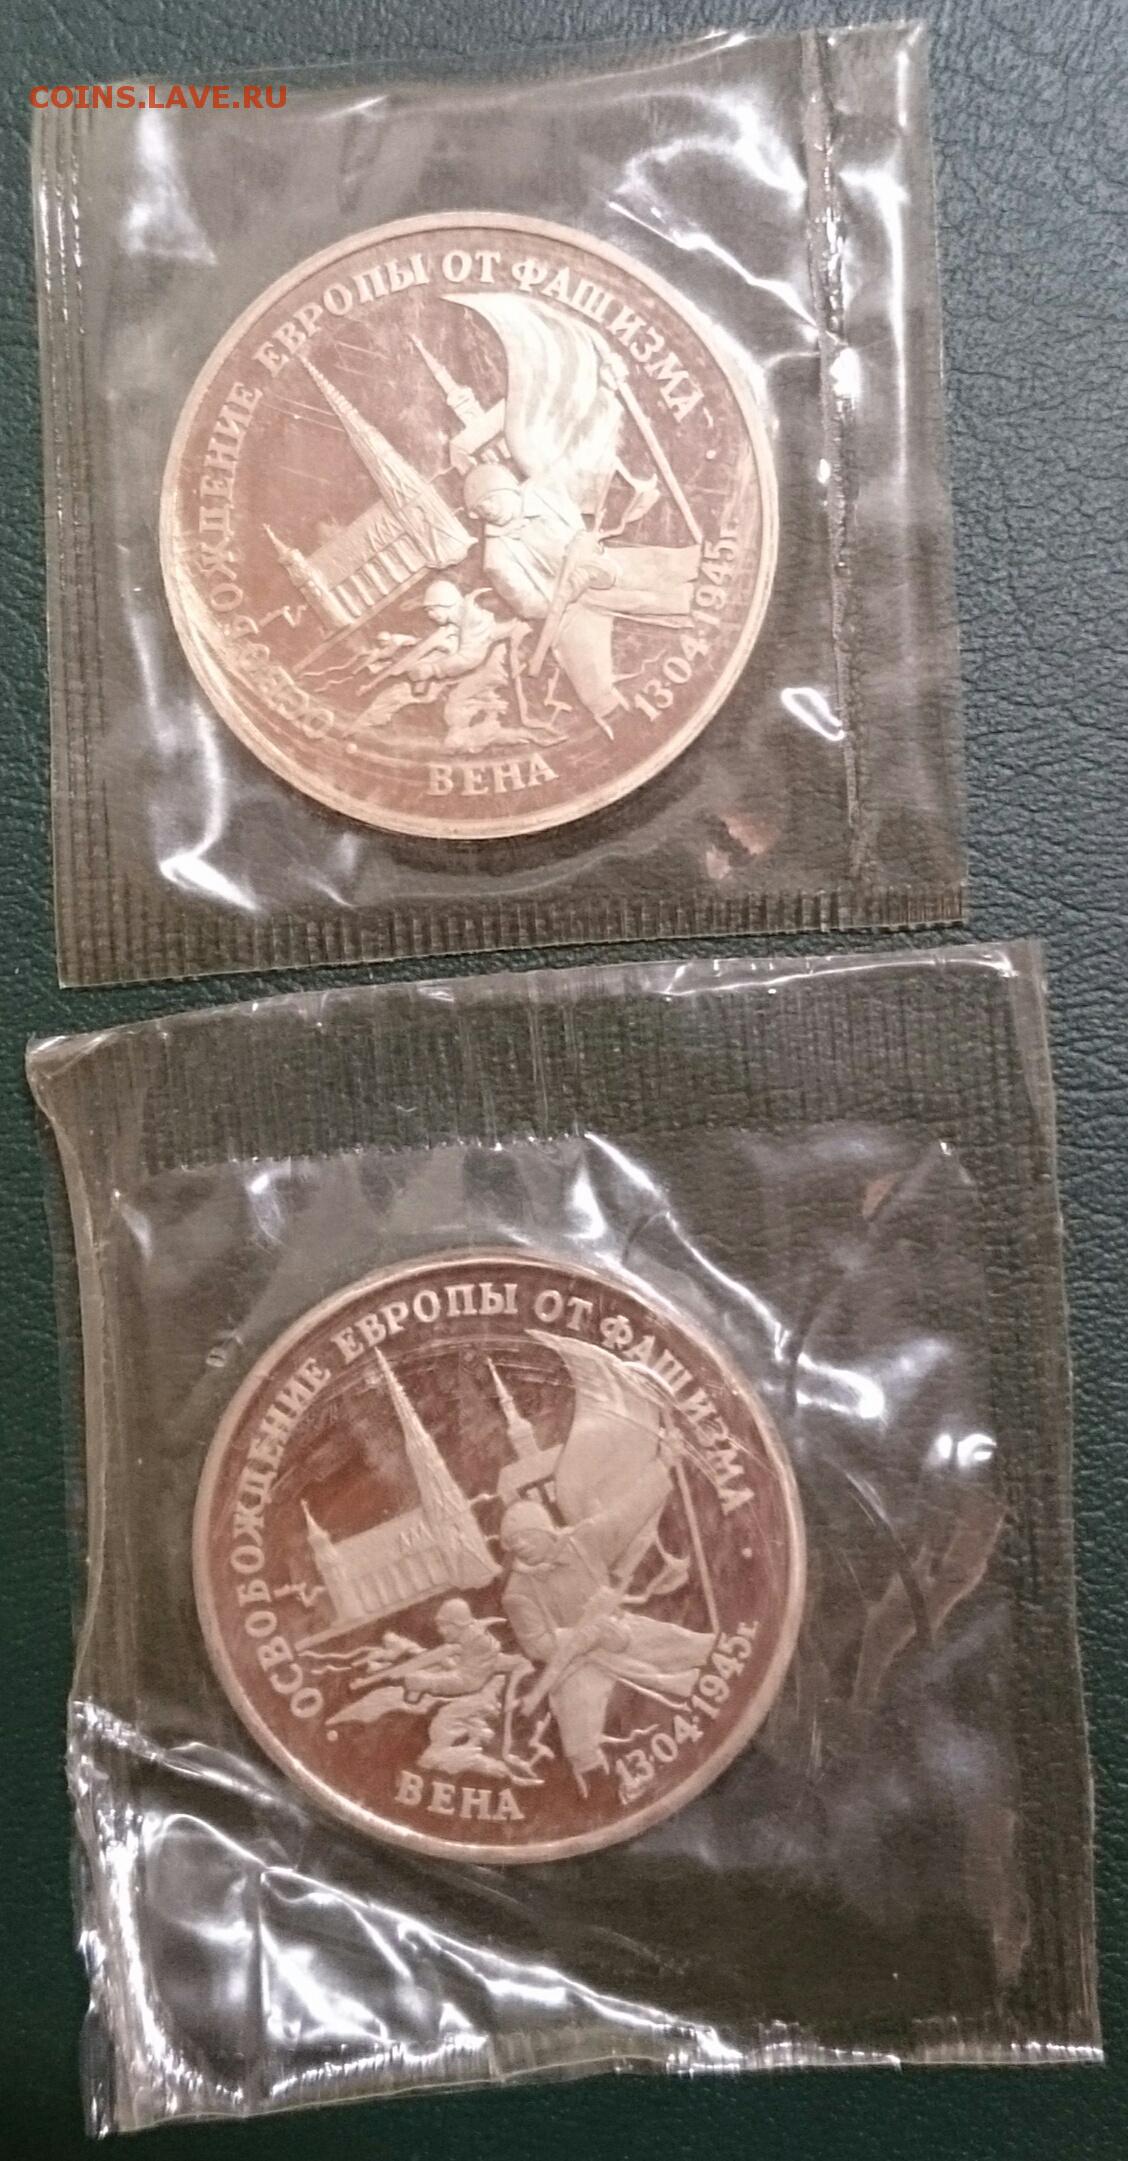 COINS.LAVE.RU
ОСВОБОЖДЕНИЕ ЕВРОПЫ ОТ ФАШИЗМА
13·04·1945г.
ВЕНА
ОСВОБОЖДЕНИЕ ЕВРОПЫ ОТ ФАШИЗМА
13·04·1945г.
ВЕНА